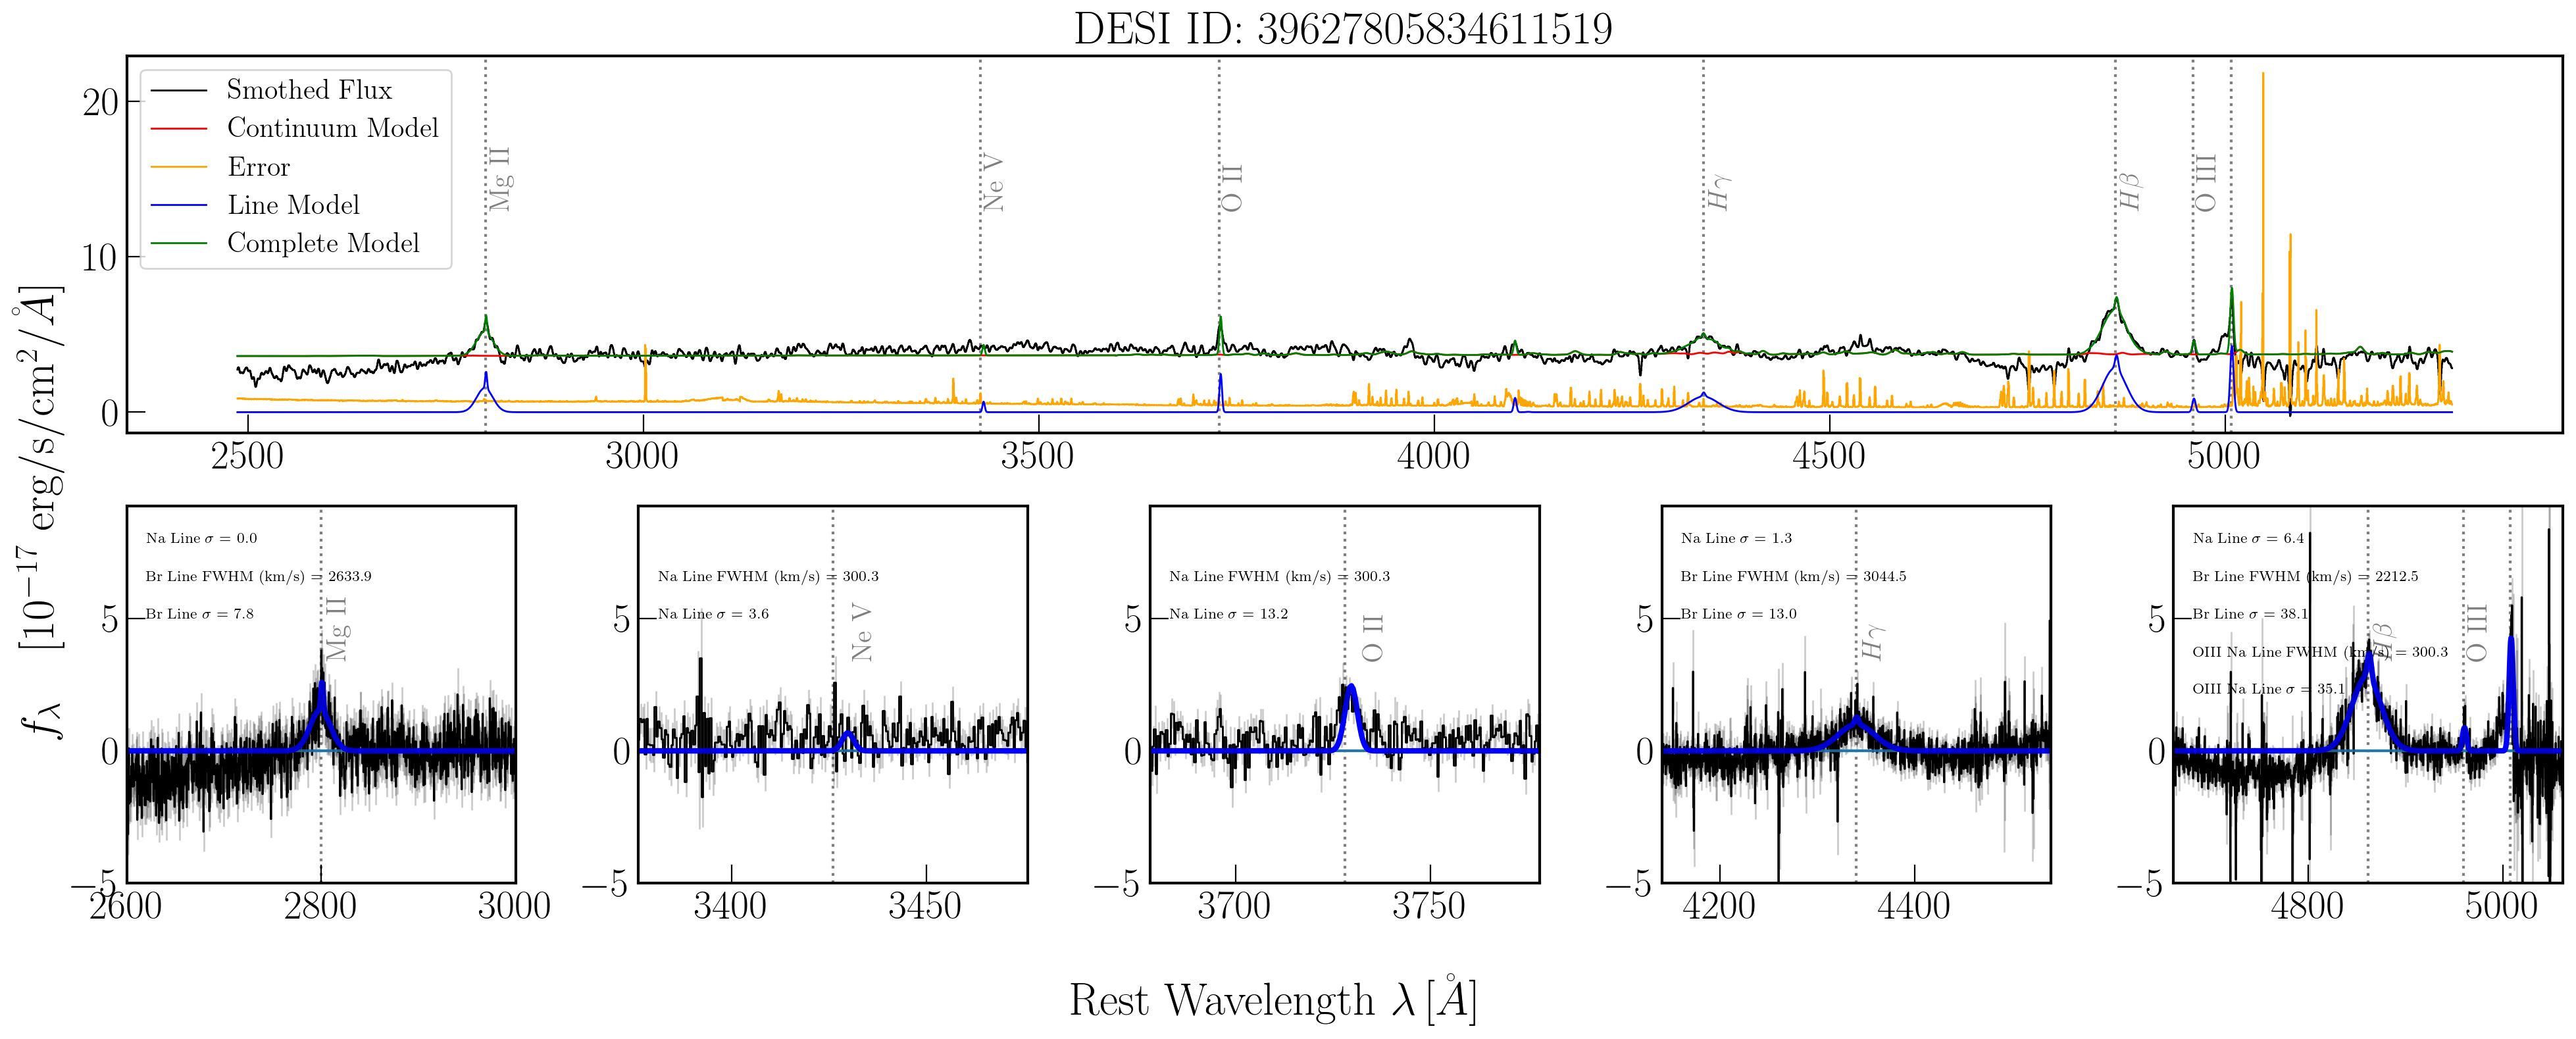 DESI ID: 39627805834611519
Smothed Flux
Continuum Model
Error
Line Model
Complete Model
Mg II
Ne V
O II
Hγ
Hβ
O III
20
10
0
2500 3000 3500 4000 4500 5000
f_λ [10^{-17} erg/s/cm^2/Å]
Na Line σ = 0.0
Br Line FWHM (km/s) = 2633.9
Br Line σ = 7.8
Mg II
5
0
−5
2600 2800 3000
Na Line FWHM (km/s) = 300.3
Na Line σ = 3.6
Ne V
5
0
−5
3400 3450
Na Line FWHM (km/s) = 300.3
Na Line σ = 13.2
O II
5
0
−5
3700 3750
Na Line σ = 1.3
Br Line FWHM (km/s) = 3044.5
Br Line σ = 13.0
Hγ
5
0
−5
4200 4400
Na Line σ = 6.4
Br Line FWHM (km/s) = 2212.5
Br Line σ = 38.1
OIII Na Line FWHM (km/s) = 300.3
OIII Na Line σ = 35.1
Hβ
O III
5
0
−5
4800 5000
Rest Wavelength λ [Å]